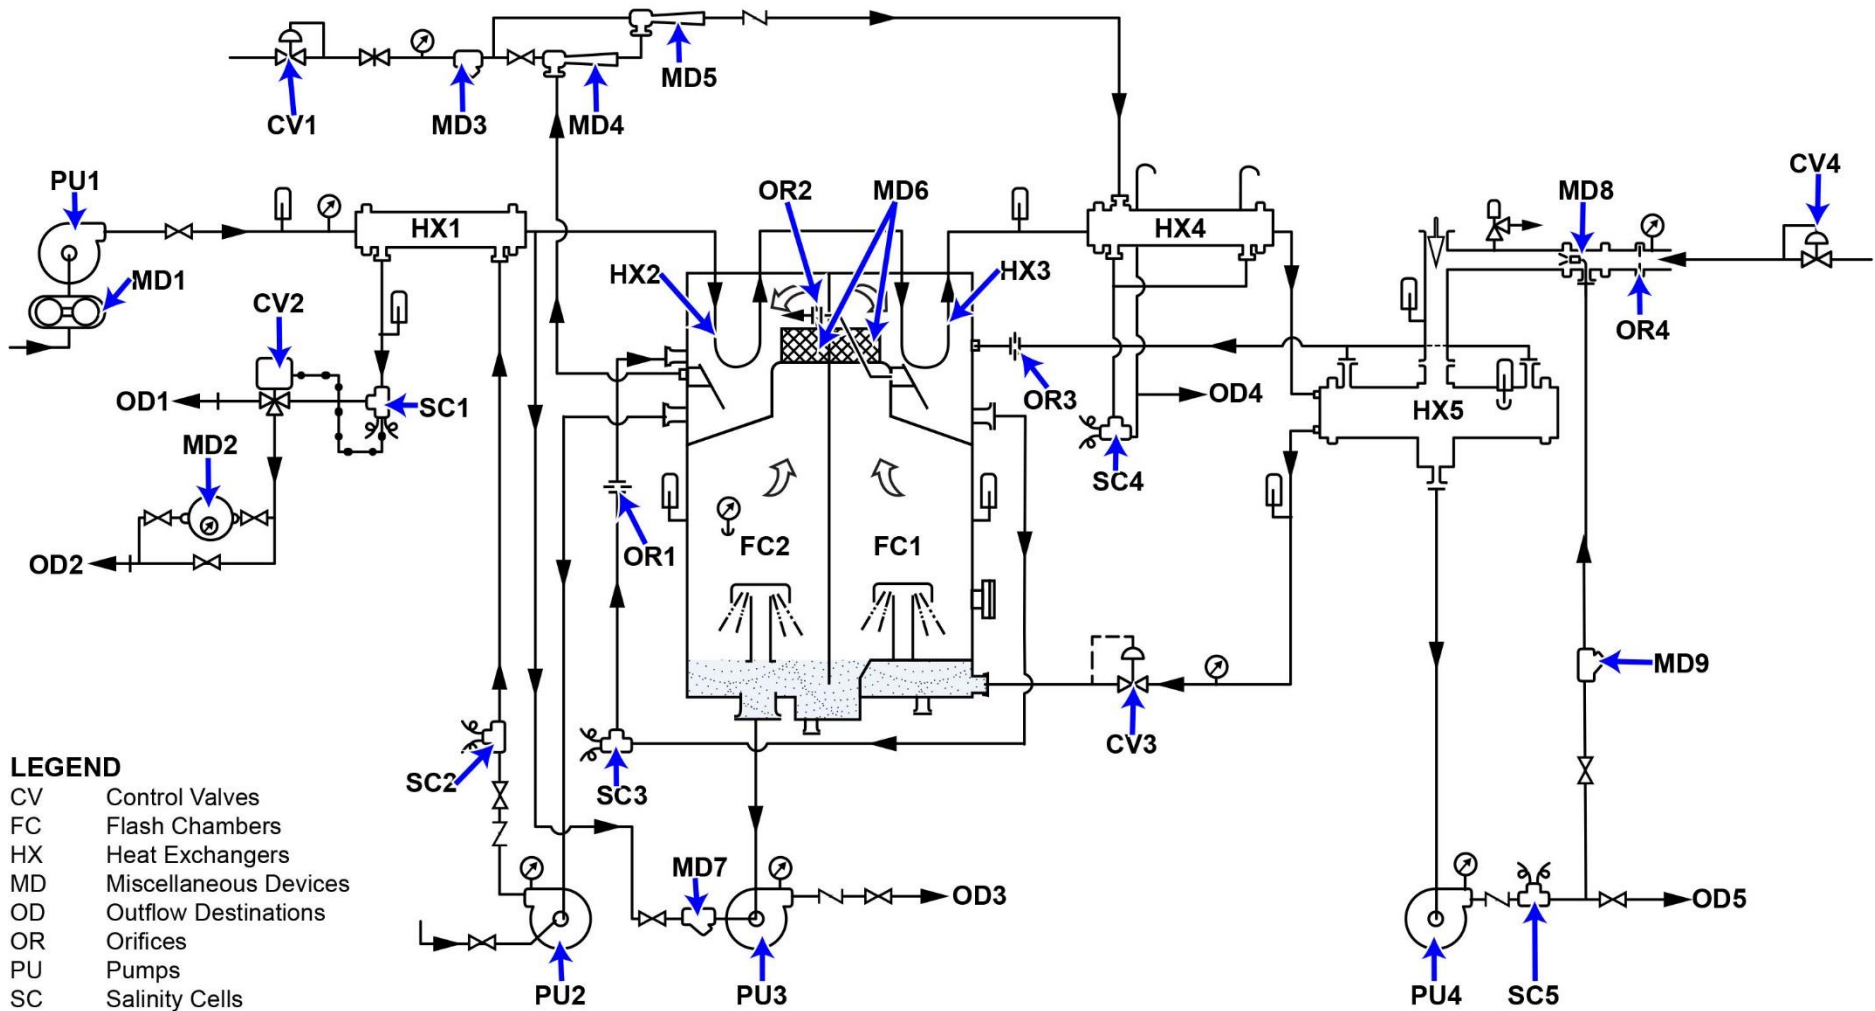 MD5
CV1
MD3
MD4
PU1
OR2
MD6
MD8
CV4
HX1
HX4
MD1
HX2
HX3
CV2
OR4
OD1
SC1
OR3
OD4
HX5
MD2
SC4
OR1
FC2
FC1
OD2
MD9
CV3
SC2
SC3
MD7
OD3
OD5
PU2
PU3
PU4
SC5
LEGEND
CV Control Valves
FC Flash Chambers
HX Heat Exchangers
MD Miscellaneous Devices
OD Outflow Destinations
OR Orifices
PU Pumps
SC Salinity Cells